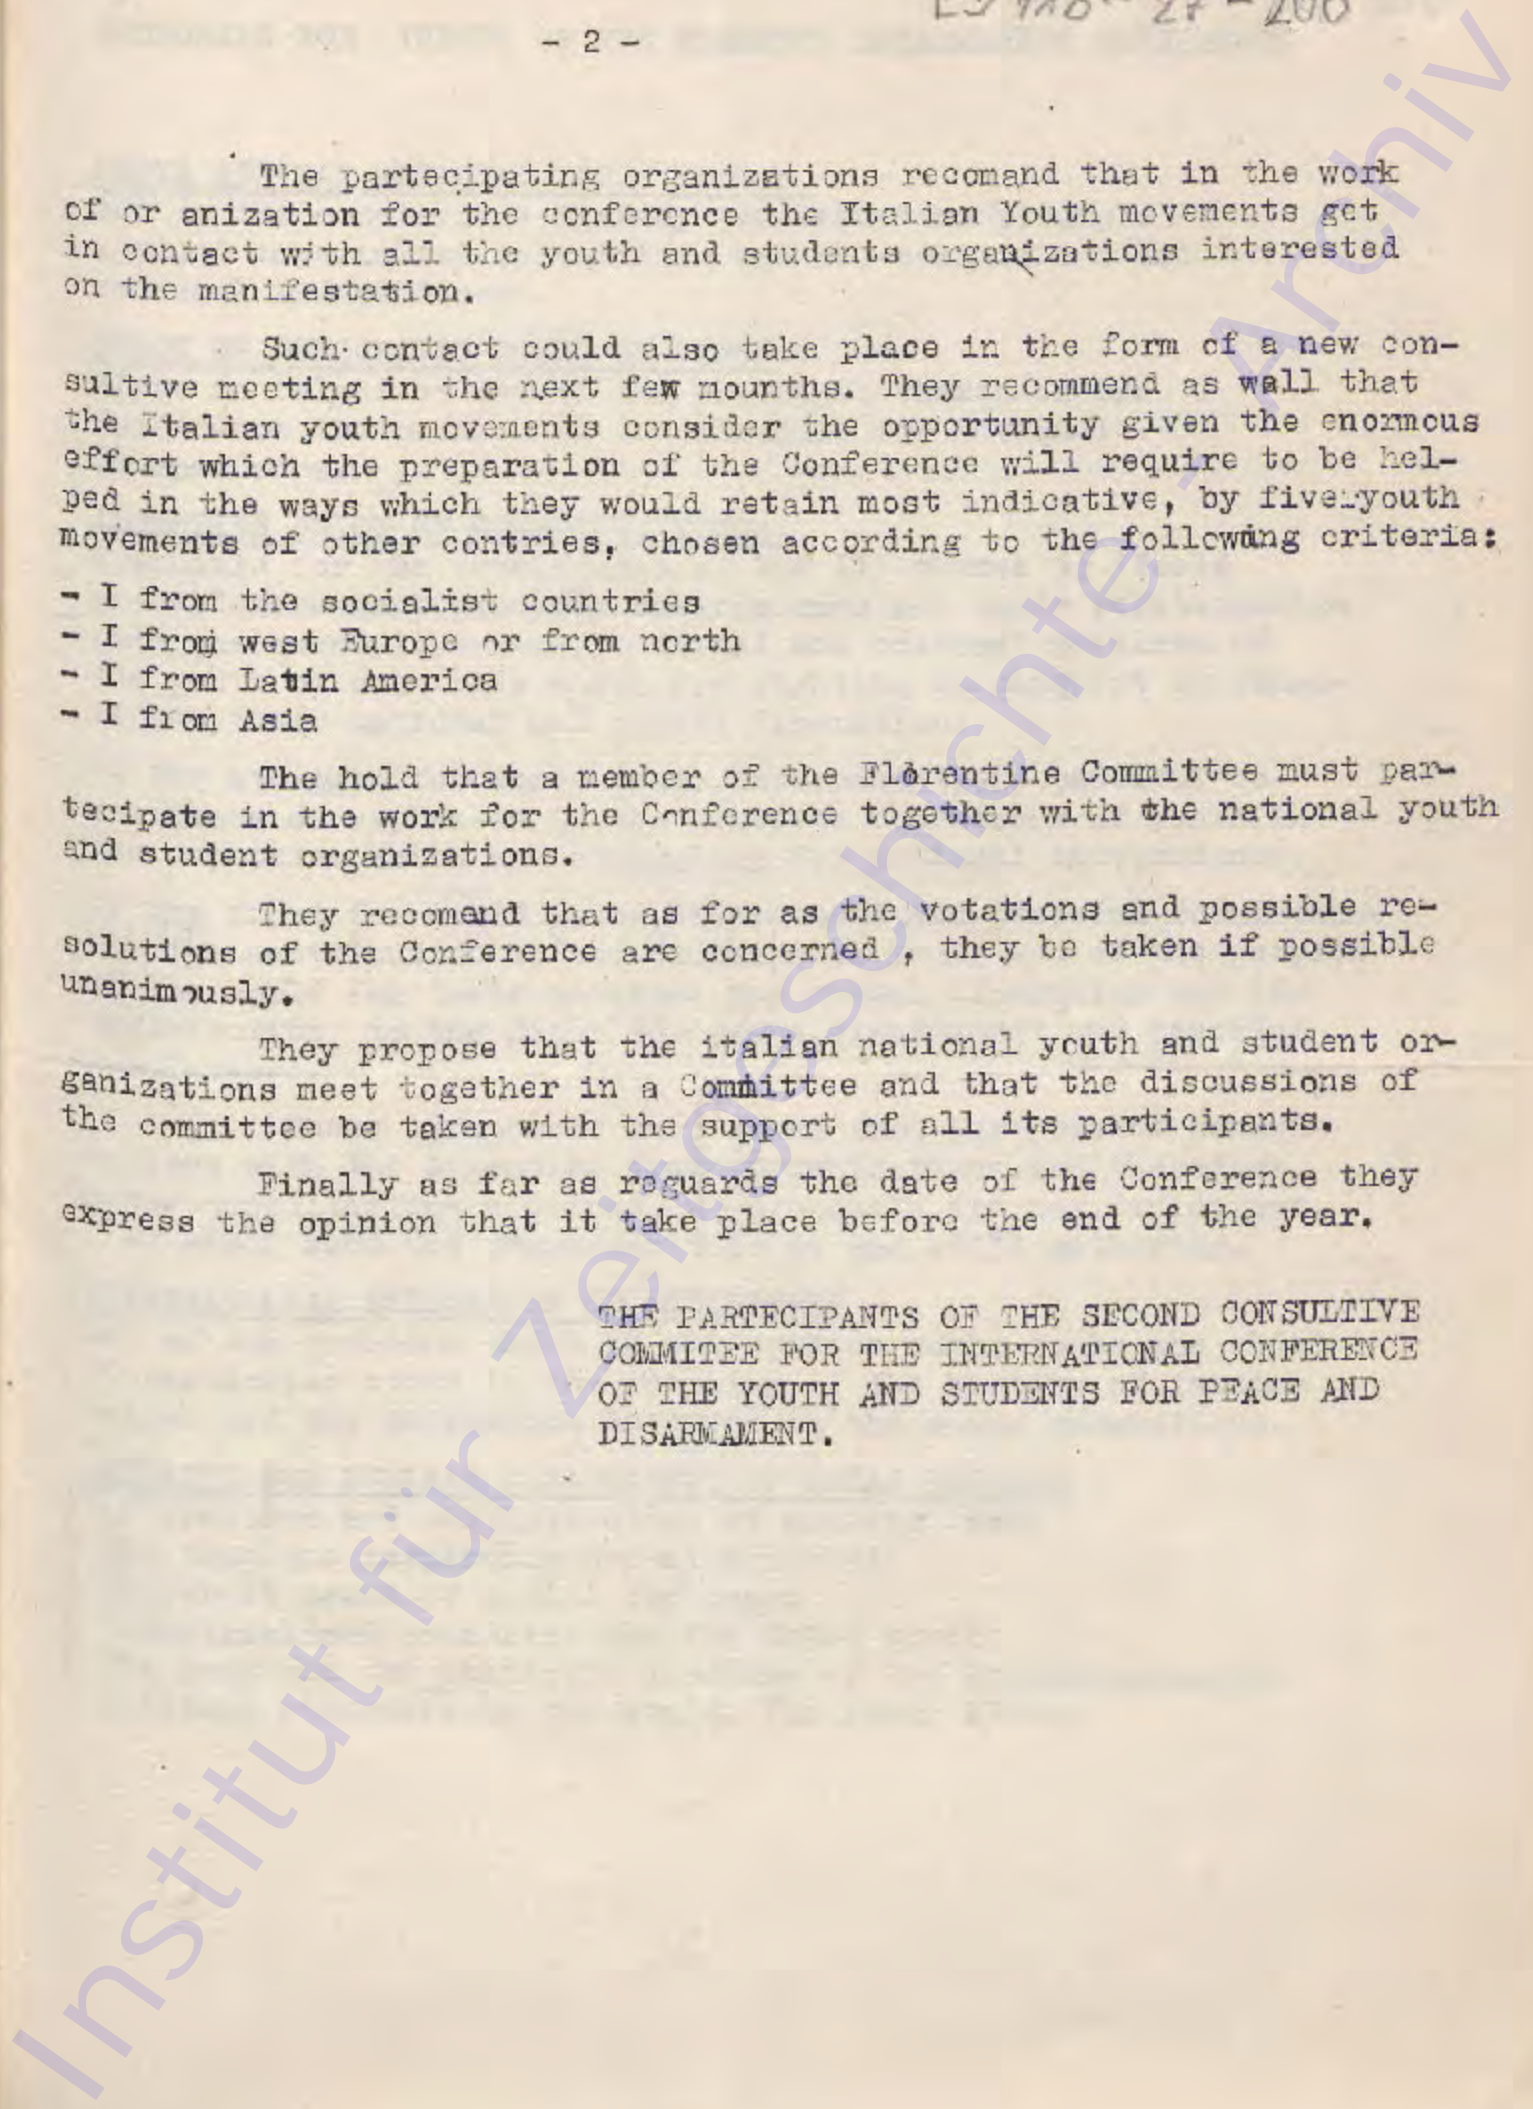 - 2 -
The partecipating organizations recomand that in the work
of or anization for the conference the Italian Youth movements get
in contact with all the youth and students organizations interested
on the manifestation.
Such contact could also take place in the form of a new con-
sultive meeting in the next few mounths. They recommend as wall that
the Italian youth movements consider the opportunity given the enormous
effort which the preparation of the Conference will require to be hel-
ped in the ways which they would retain most indicative, by five youth
movements of other contries, chosen according to the following criteria:
- I from the socialist countries
- I from west Europe or from north
- I from Latin America
- I from Asia
The hold that a member of the Florentine Committee must par-
tecipate in the work for the Conference together with the national youth
and student organizations.
They recomand that as for as the votations and possible re-
solutions of the Conference are concerned , they be taken if possible
unanimously.
They propose that the italian national youth and student or-
ganizations meet together in a Committee and that the discussions of
the committee be taken with the support of all its participants.
Finally as far as reguards the date of the Conference they
express the opinion that it take place before the end of the year.
THE PARTECIPANTS OF THE SECOND CONSULTIVE
COMMITEE FOR THE INTERNATIONAL CONFERENCE
OF THE YOUTH AND STUDENTS FOR PEACE AND
DISARMAMENT.
Institut für Zeitgeschichte - Archiv